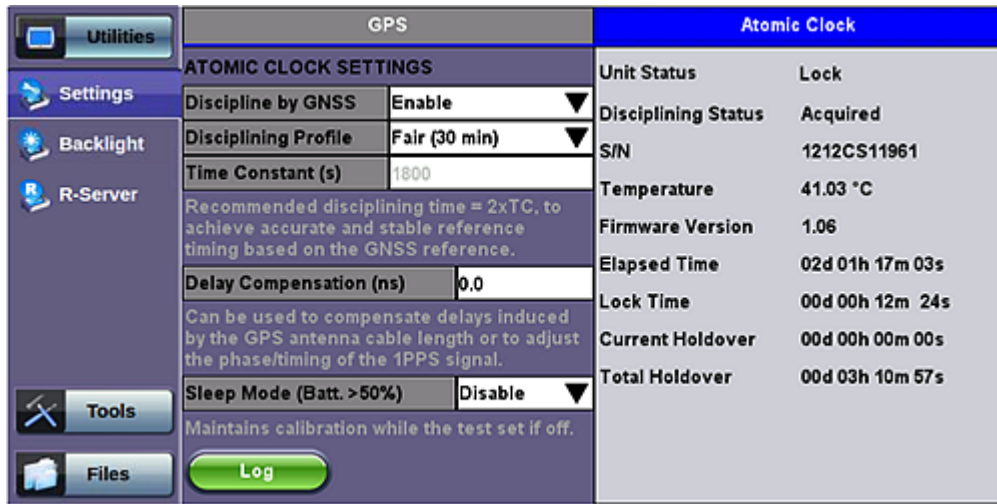 Utilities
Settings
Backlight
R
R-Server
Tools
Files
GPS
ATOMIC CLOCK SETTINGS
Discipline by GNSS Enable
Disciplining Profile Fair (30 min)
Time Constant (s) 1800
Recommended disciplining time = 2xTC, to
achieve accurate and stable reference
timing based on the GNSS reference.
Delay Compensation (ns) 0.0
Can be used to compensate delays induced
by the GPS antenna cable length or to adjust
the phase/timing of the 1PPS signal.
Sleep Mode (Batt. >50%) Disable
Maintains calibration while the test set if off.
Log
Atomic Clock
Unit Status Lock
Disciplining Status Acquired
S/N 1212CS11961
Temperature 41.03 °C
Firmware Version 1.06
Elapsed Time 02d 01h 17m 03s
Lock Time 00d 00h 12m 24s
Current Holdover 00d 00h 00m 00s
Total Holdover 00d 03h 10m 57s